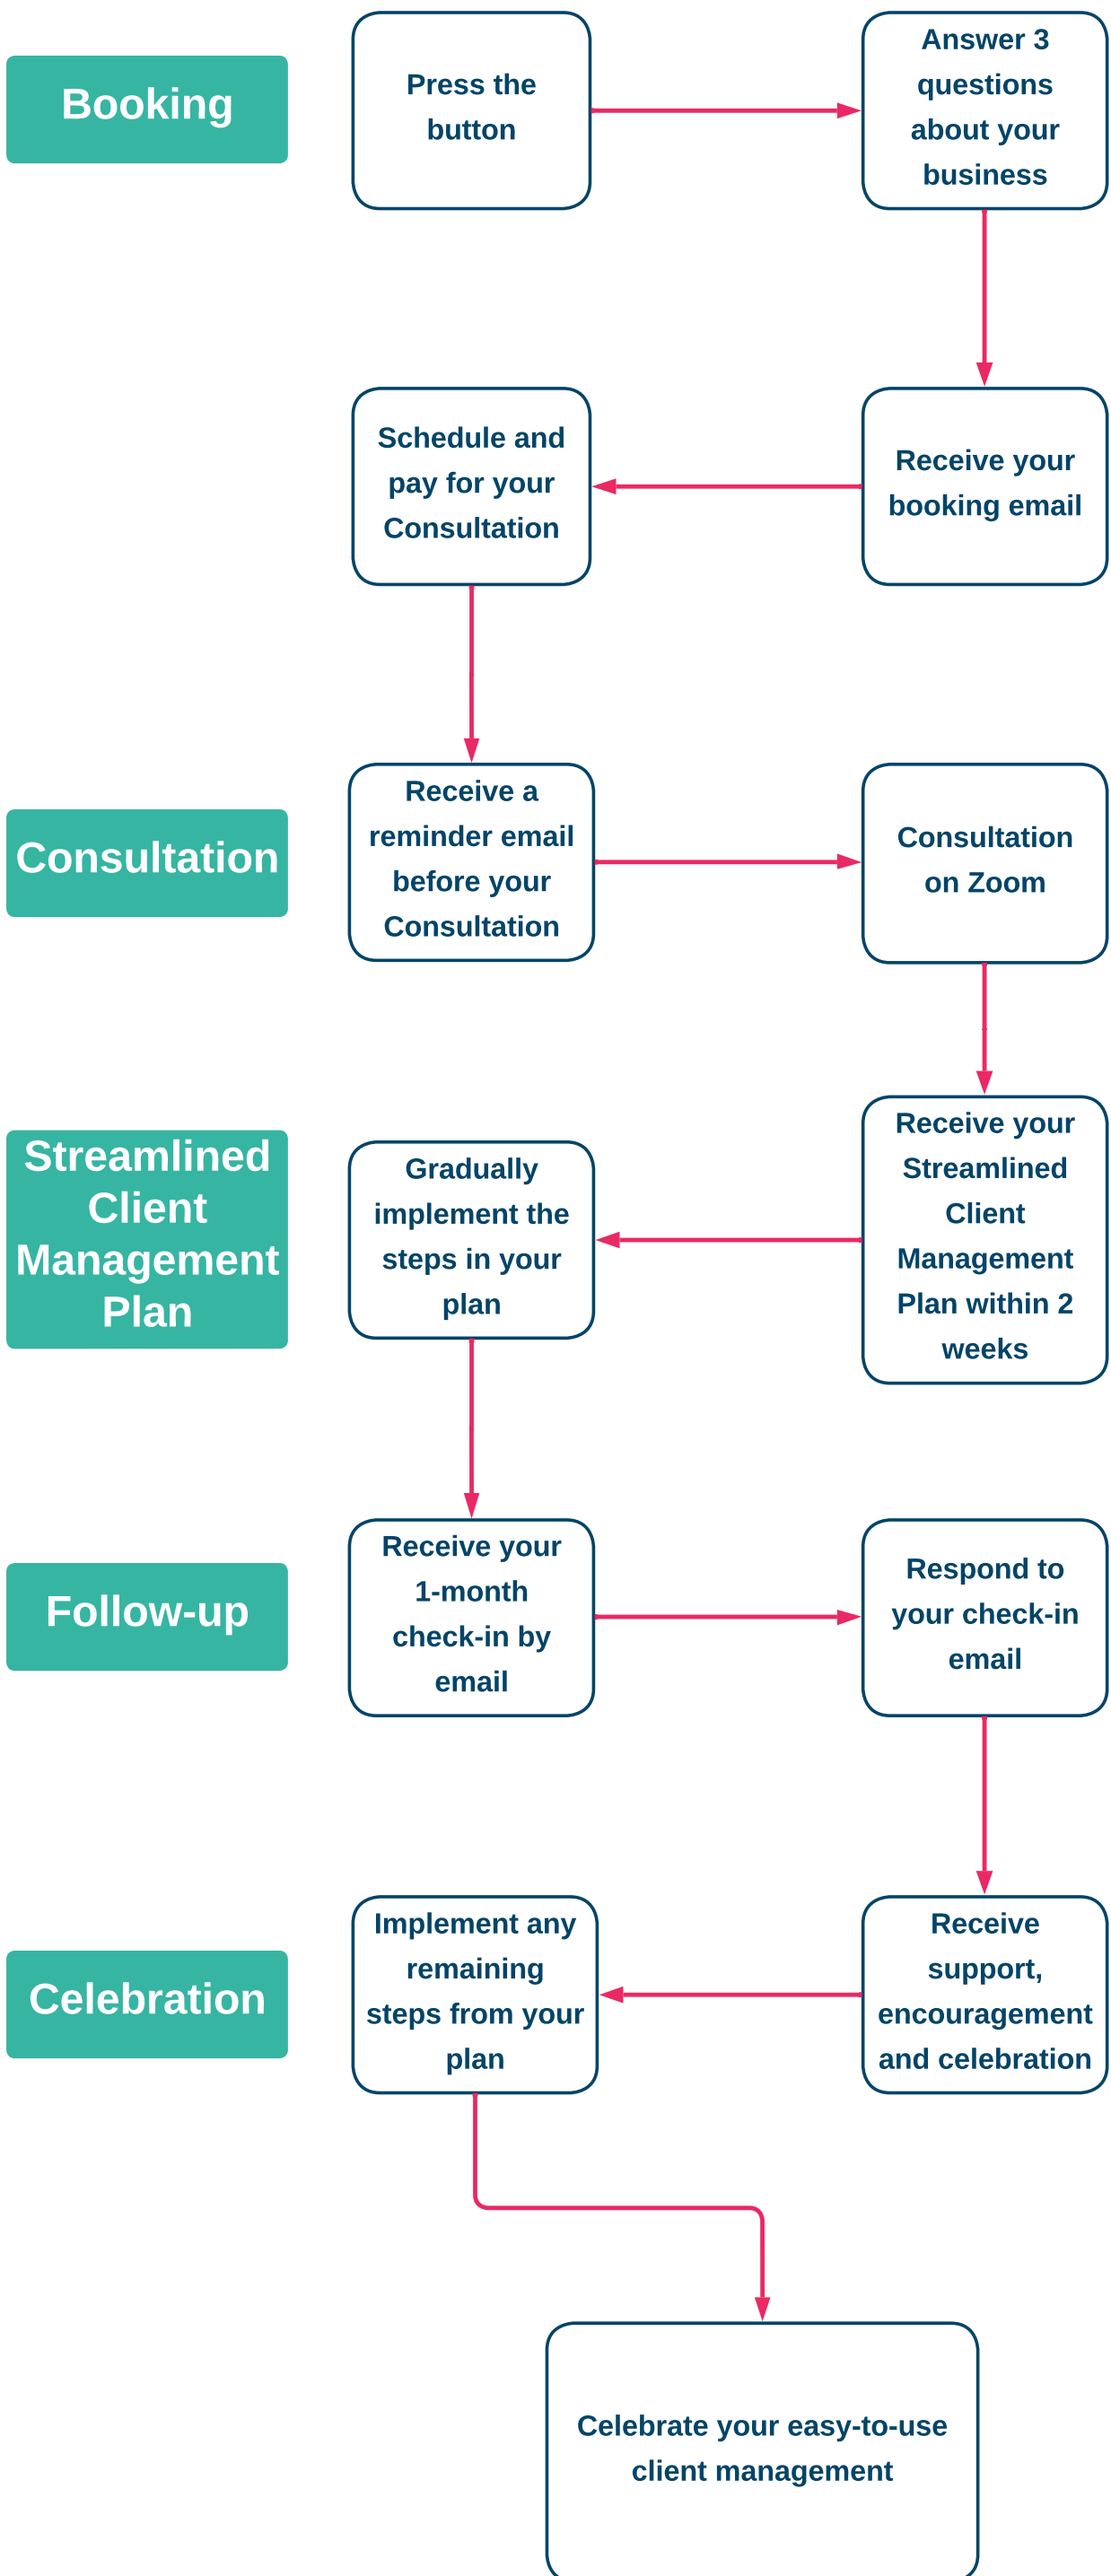 Booking
Press the
button
Answer 3
questions
about your
business
Schedule and
pay for your
Consultation
Receive your
booking email
Consultation
Receive a
reminder email
before your
Consultation
Consultation
on Zoom
Streamlined
Client
Management
Plan
Gradually
implement the
steps in your
plan
Receive your
Streamlined
Client
Management
Plan within 2
weeks
Follow-up
Receive your
1-month
check-in by
email
Respond to
your check-in
email
Celebration
Implement any
remaining
steps from your
plan
Receive
support,
encouragement
and celebration
Celebrate your easy-to-use
client management